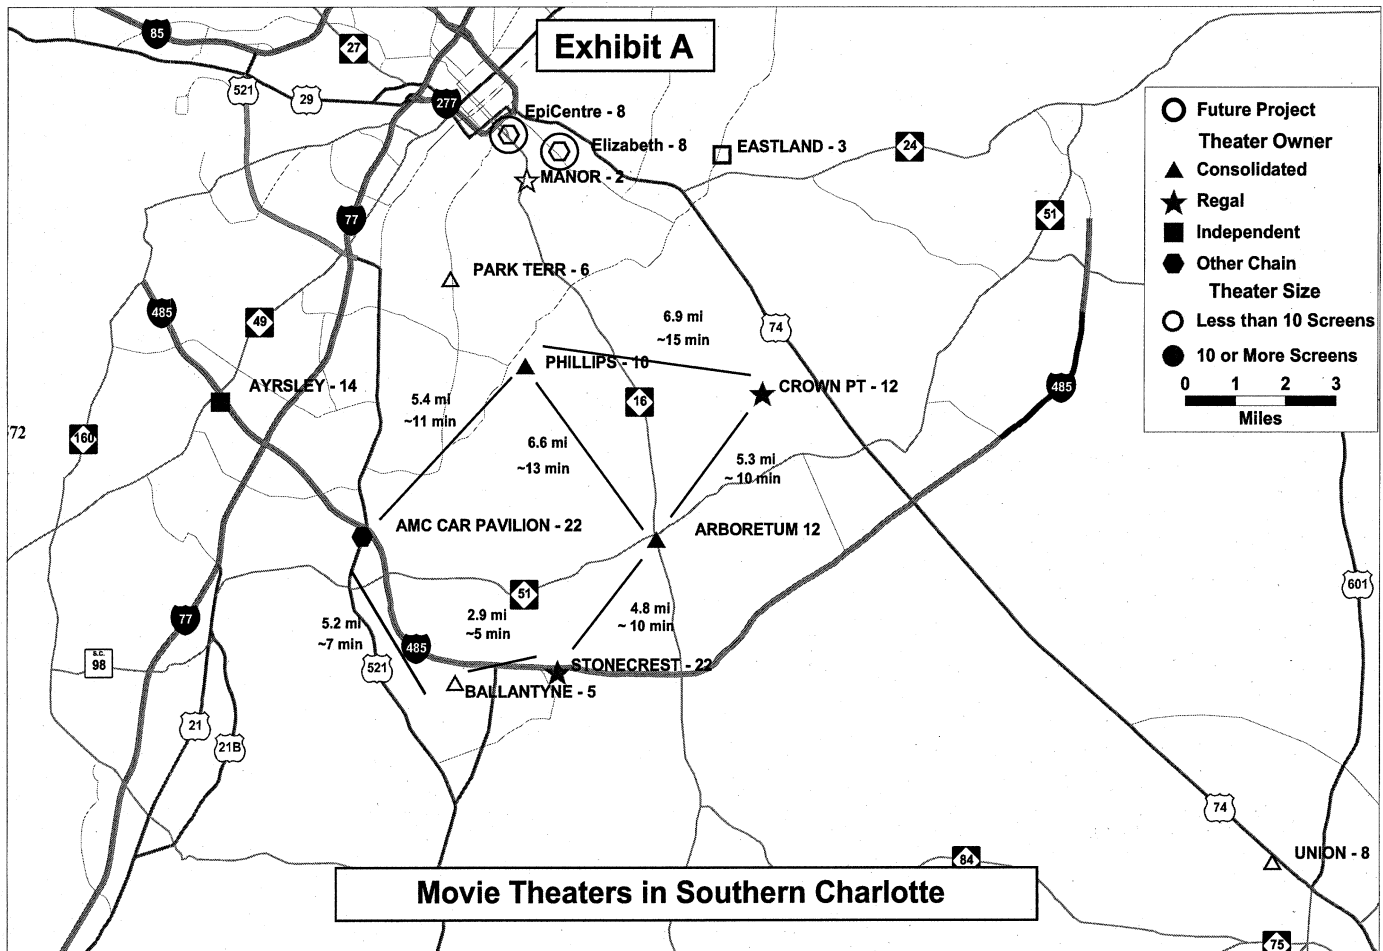 Exhibit A
85
27
521
29
277
EpiCentre - 8
Elizabeth - 8
EASTLAND - 3
24
MANOR - 2
77
51
Future Project
Theater Owner
Consolidated
Regal
Independent
Other Chain
Theater Size
Less than 10 Screens
10 or More Screens
0 1 2 3
Miles
PARK TERR - 6
485
49
6.9 mi
~15 min
74
PHILLIPS - 10
AYRSLEY - 14
CROWN PT - 12
485
5.4 mi
~11 min
16
72
160
6.6 mi
~13 min
5.3 mi
~ 10 min
AMC CAR PAVILION - 22
ARBORETUM 12
51
601
77
5.2 mi
~7 min
2.9 mi
~5 min
4.8 mi
~ 10 min
485
S.C.
98
521
STONECREST - 22
BALLANTYNE - 5
21
21B
74
UNION - 8
84
Movie Theaters in Southern Charlotte
75